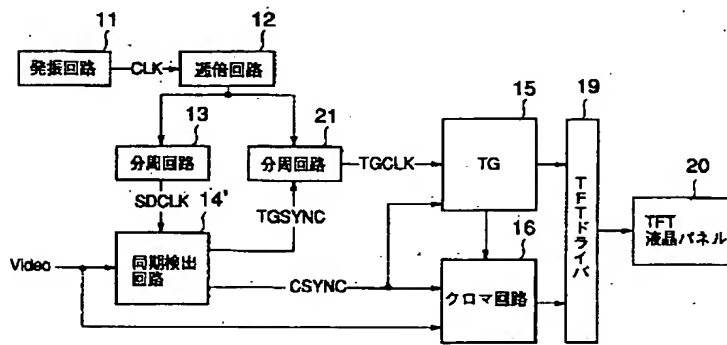 11
12
発振回路
CLK
逓倍回路
13
21
15
19
分周回路
分周回路
TGCLK
TG
20
SDCLK
14'
TGSYNC
16
TFTドライバ
TFT
液晶パネル
Video
同期検出
回路
CSYNC
クロマ回路